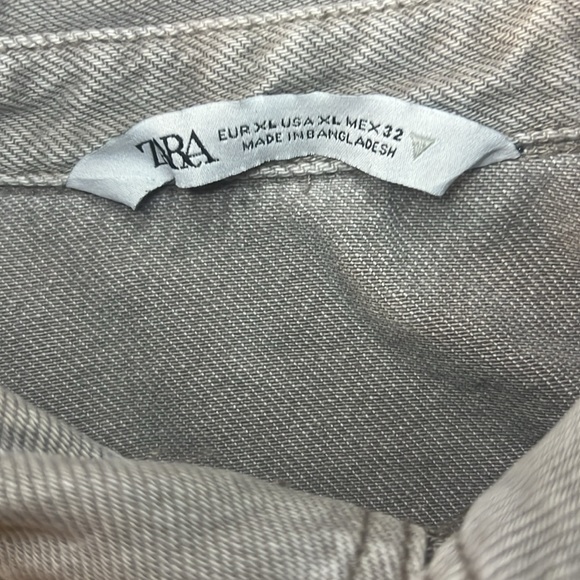 ZARA
EUR XL USA XL MEX 32
MADE IN BANGLADESH